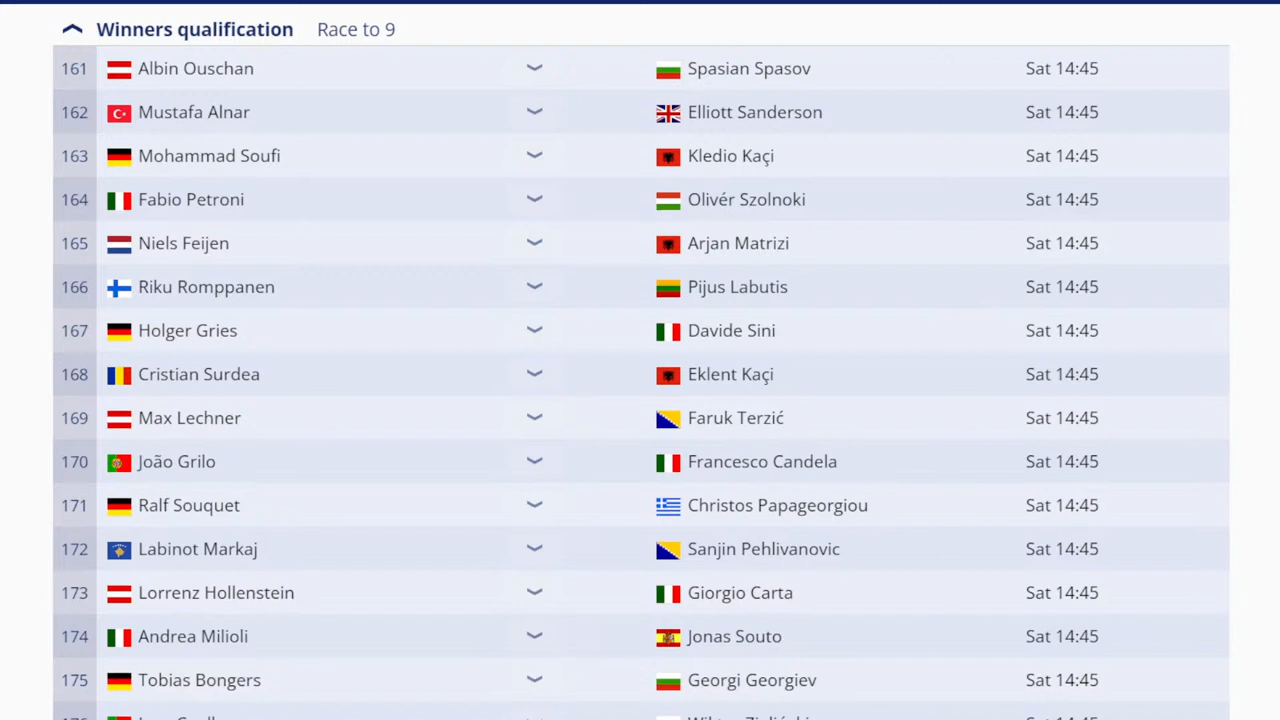 Winners qualification Race to 9
161 Albin Ouschan Spasian Spasov Sat 14:45
162 Mustafa Alnar Elliott Sanderson Sat 14:45
163 Mohammad Soufi Kledio Kaçi Sat 14:45
164 Fabio Petroni Olivér Szolnoki Sat 14:45
165 Niels Feijen Arjan Matrizi Sat 14:45
166 Riku Romppanen Pijus Labutis Sat 14:45
167 Holger Gries Davide Sini Sat 14:45
168 Cristian Surdea Eklent Kaçi Sat 14:45
169 Max Lechner Faruk Terzić Sat 14:45
170 João Grilo Francesco Candela Sat 14:45
171 Ralf Souquet Christos Papageorgiou Sat 14:45
172 Labinot Markaj Sanjin Pehlivanovic Sat 14:45
173 Lorrenz Hollenstein Giorgio Carta Sat 14:45
174 Andrea Milioli Jonas Souto Sat 14:45
175 Tobias Bongers Georgi Georgiev Sat 14:45